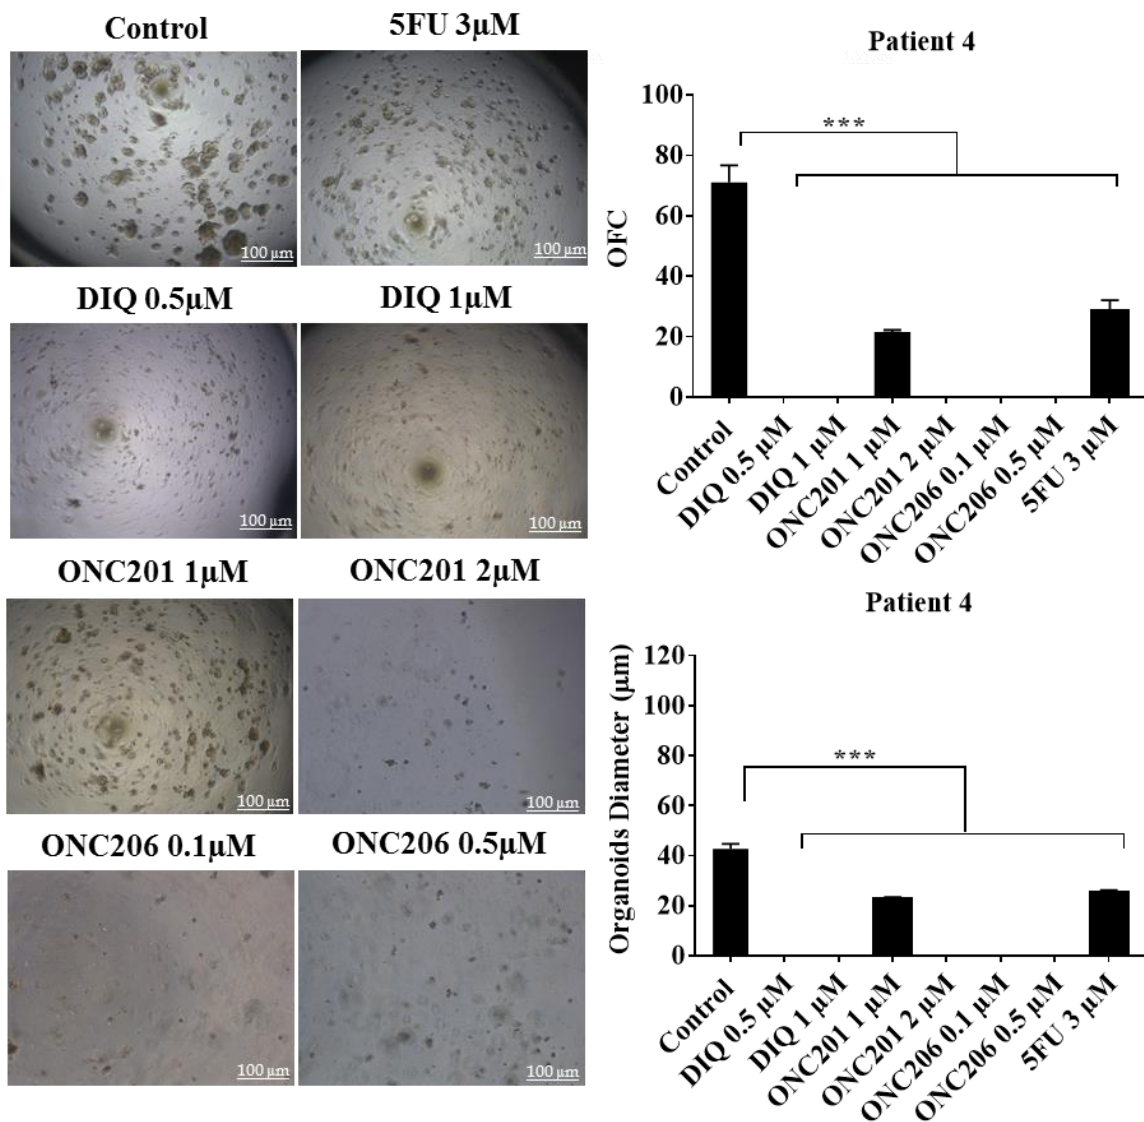 Control
5FU 3μM
100 μm
100 μm
DIQ 0.5μM
DIQ 1μM
100 μm
100 μm
ONC201 1μM
ONC201 2μM
100 μm
100 μm
ONC206 0.1μM
ONC206 0.5μM
100 μm
100 μm
Patient 4
OFC
100
80
60
40
20
0
***
Control
DIQ 0.5 μM
DIQ 1 μM
ONC201 1 μM
ONC201 2 μM
ONC206 0.1 μM
ONC206 0.5 μM
5FU 3 μM
Patient 4
Organoids Diameter (μm)
120
100
80
60
40
20
0
***
Control
DIQ 0.5 μM
DIQ 1 μM
ONC201 1 μM
ONC201 2 μM
ONC206 0.1 μM
ONC206 0.5 μM
5FU 3 μM